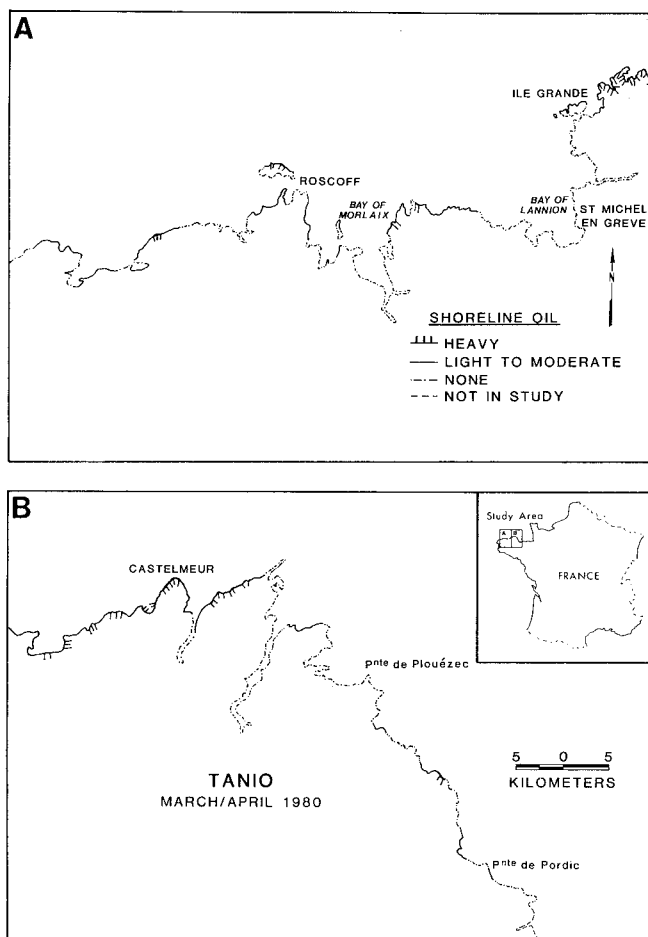 A
ILE GRANDE
ROSCOFF
BAY OF
MORLAIX
BAY OF
LANNION
ST MICHEL
EN GREVE
N
SHORELINE OIL
HEAVY
LIGHT TO MODERATE
NONE
NOT IN STUDY
B
Study Area
A B
FRANCE
CASTELMEUR
Pnte de Plouézec
TANIO
MARCH/APRIL 1980
5 0 5
KILOMETERS
Pnte de Pordic